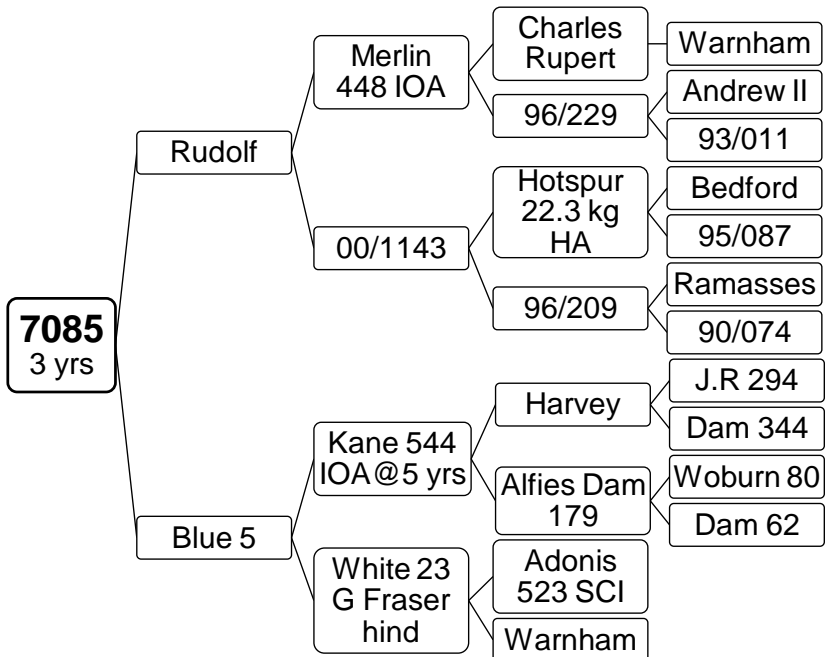 7085
3 yrs
Rudolf
Blue 5
Merlin
448 IOA
00/1143
Kane 544
IOA@5 yrs
White 23
G Fraser
hind
Charles
Rupert
96/229
Hotspur
22.3 kg
HA
96/209
Harvey
Alfies Dam
179
Adonis
523 SCI
Warnham
Warnham
Andrew II
93/011
Bedford
95/087
Ramasses
90/074
J.R 294
Dam 344
Woburn 80
Dam 62